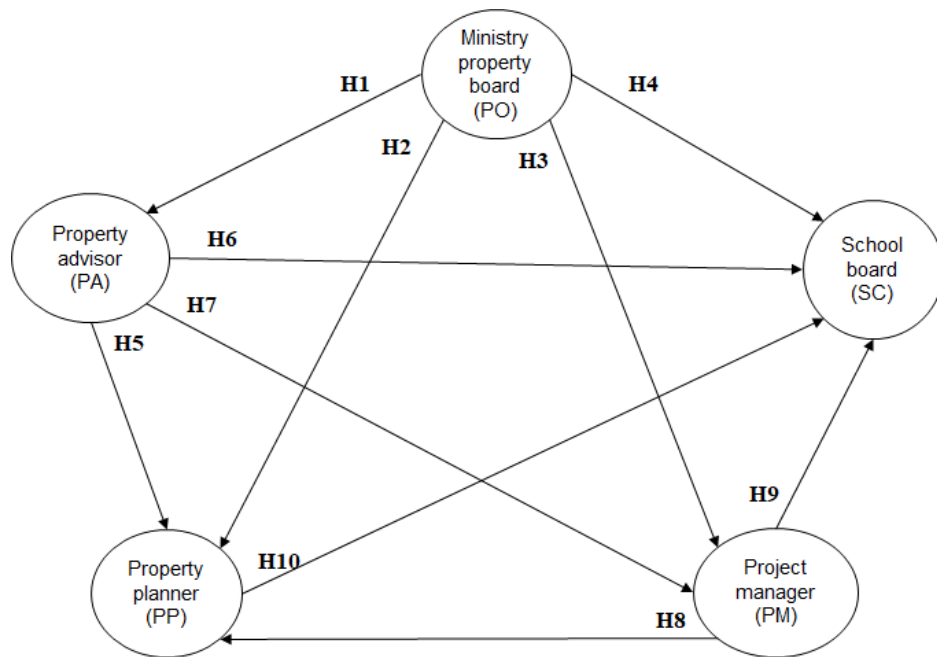 Ministry
property
board
(PO)
H1
H4
H2
H3
Property
advisor
(PA)
H6
School
board
(SC)
H7
H5
H9
H10
Property
planner
(PP)
Project
manager
(PM)
H8